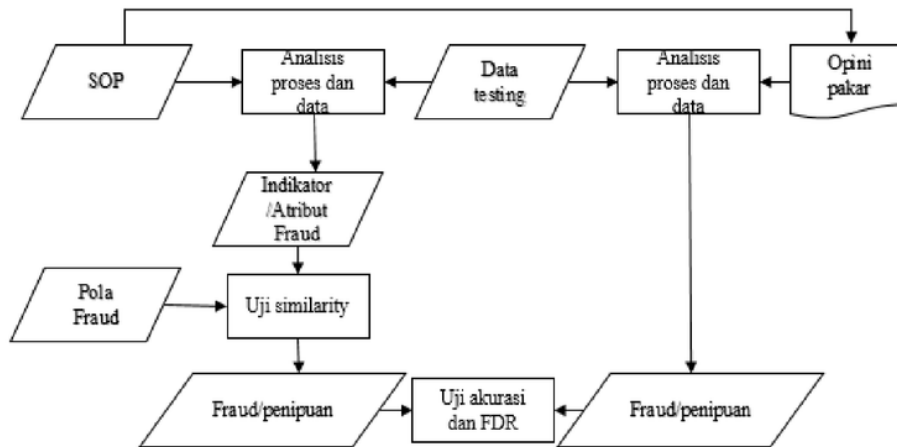 SOP
Analisis
proses dan
data
Data
testing
Analisis
proses dan
data
Opini
pakar
Indikator
/Atribut
Fraud
Pola
Fraud
Uji similarity
Fraud/penipuan
Uji akurasi
dan FDR
Fraud/penipuan